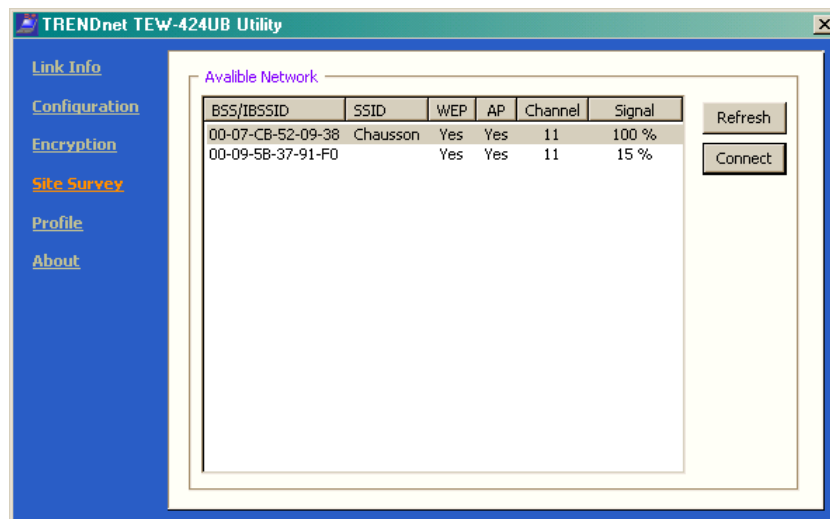 TRENDnet TEW-424UB Utility
Link Info
Configuration
Encryption
Site Survey
Profile
About
Avalible Network
BSS/IBSSID SSID WEP AP Channel Signal
00-07-CB-52-09-38 Chausson Yes Yes 11 100 %
00-09-5B-37-91-F0 Yes Yes 11 15 %
Refresh
Connect